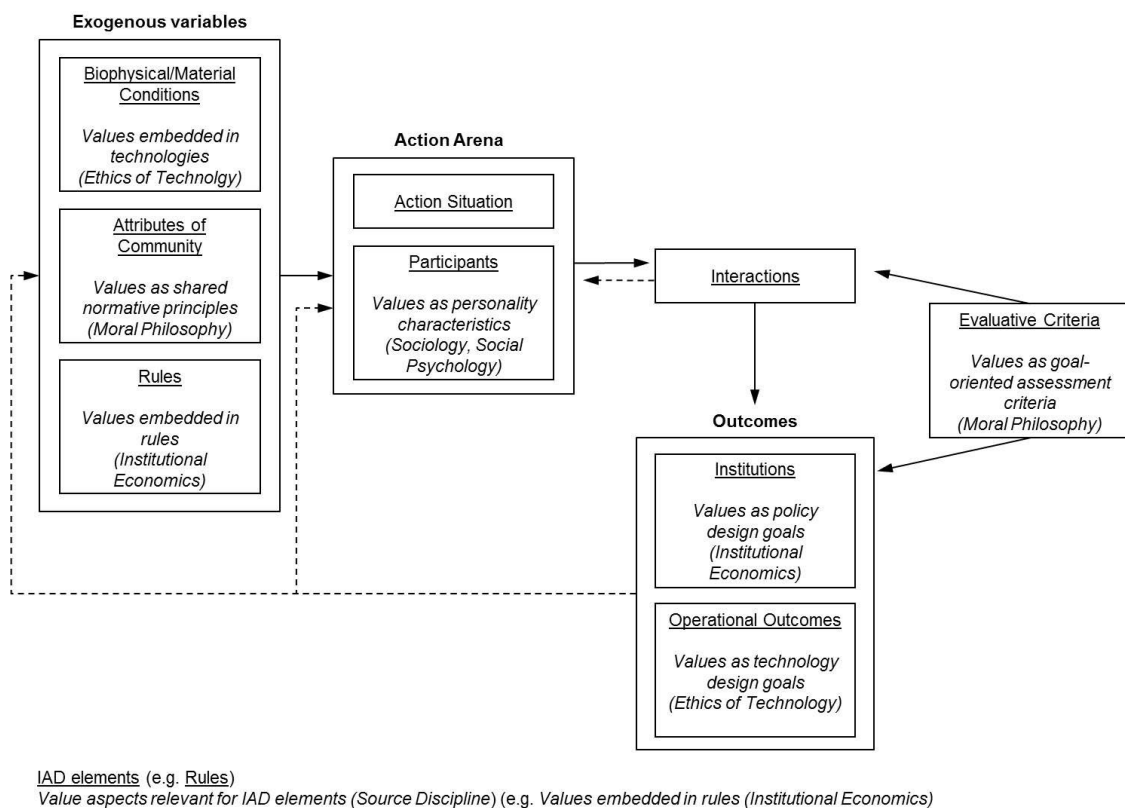 Exogenous variables
Biophysical/Material
Conditions
Values embedded in
technologies
(Ethics of Technolgy)
Attributes of
Community
Values as shared
normative principles
(Moral Philosophy)
Rules
Values embedded in
rules
(Institutional
Economics)
Action Arena
Action Situation
Participants
Values as personality
characteristics
(Sociology, Social
Psychology)
Interactions
Evaluative Criteria
Values as goal-
oriented assessment
criteria
(Moral Philosophy)
Outcomes
Institutions
Values as policy
design goals
(Institutional
Economics)
Operational Outcomes
Values as technology
design goals
(Ethics of Technology)
IAD elements (e.g. Rules)
Value aspects relevant for IAD elements (Source Discipline) (e.g. Values embedded in rules (Institutional Economics)